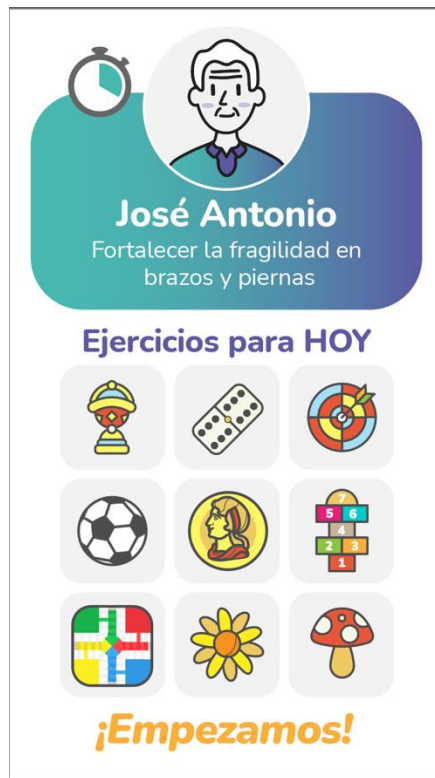 José Antonio
Fortalecer la fragilidad en
brazos y piernas
Ejercicios para HOY
7
5 6
4
2 3
1
¡Empezamos!